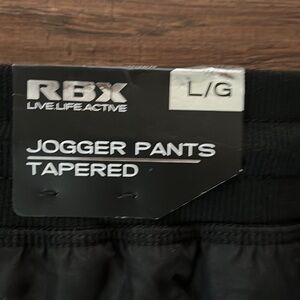 RBX
LIVE LIFE ACTIVE
L/G
JOGGER PANTS
TAPERED